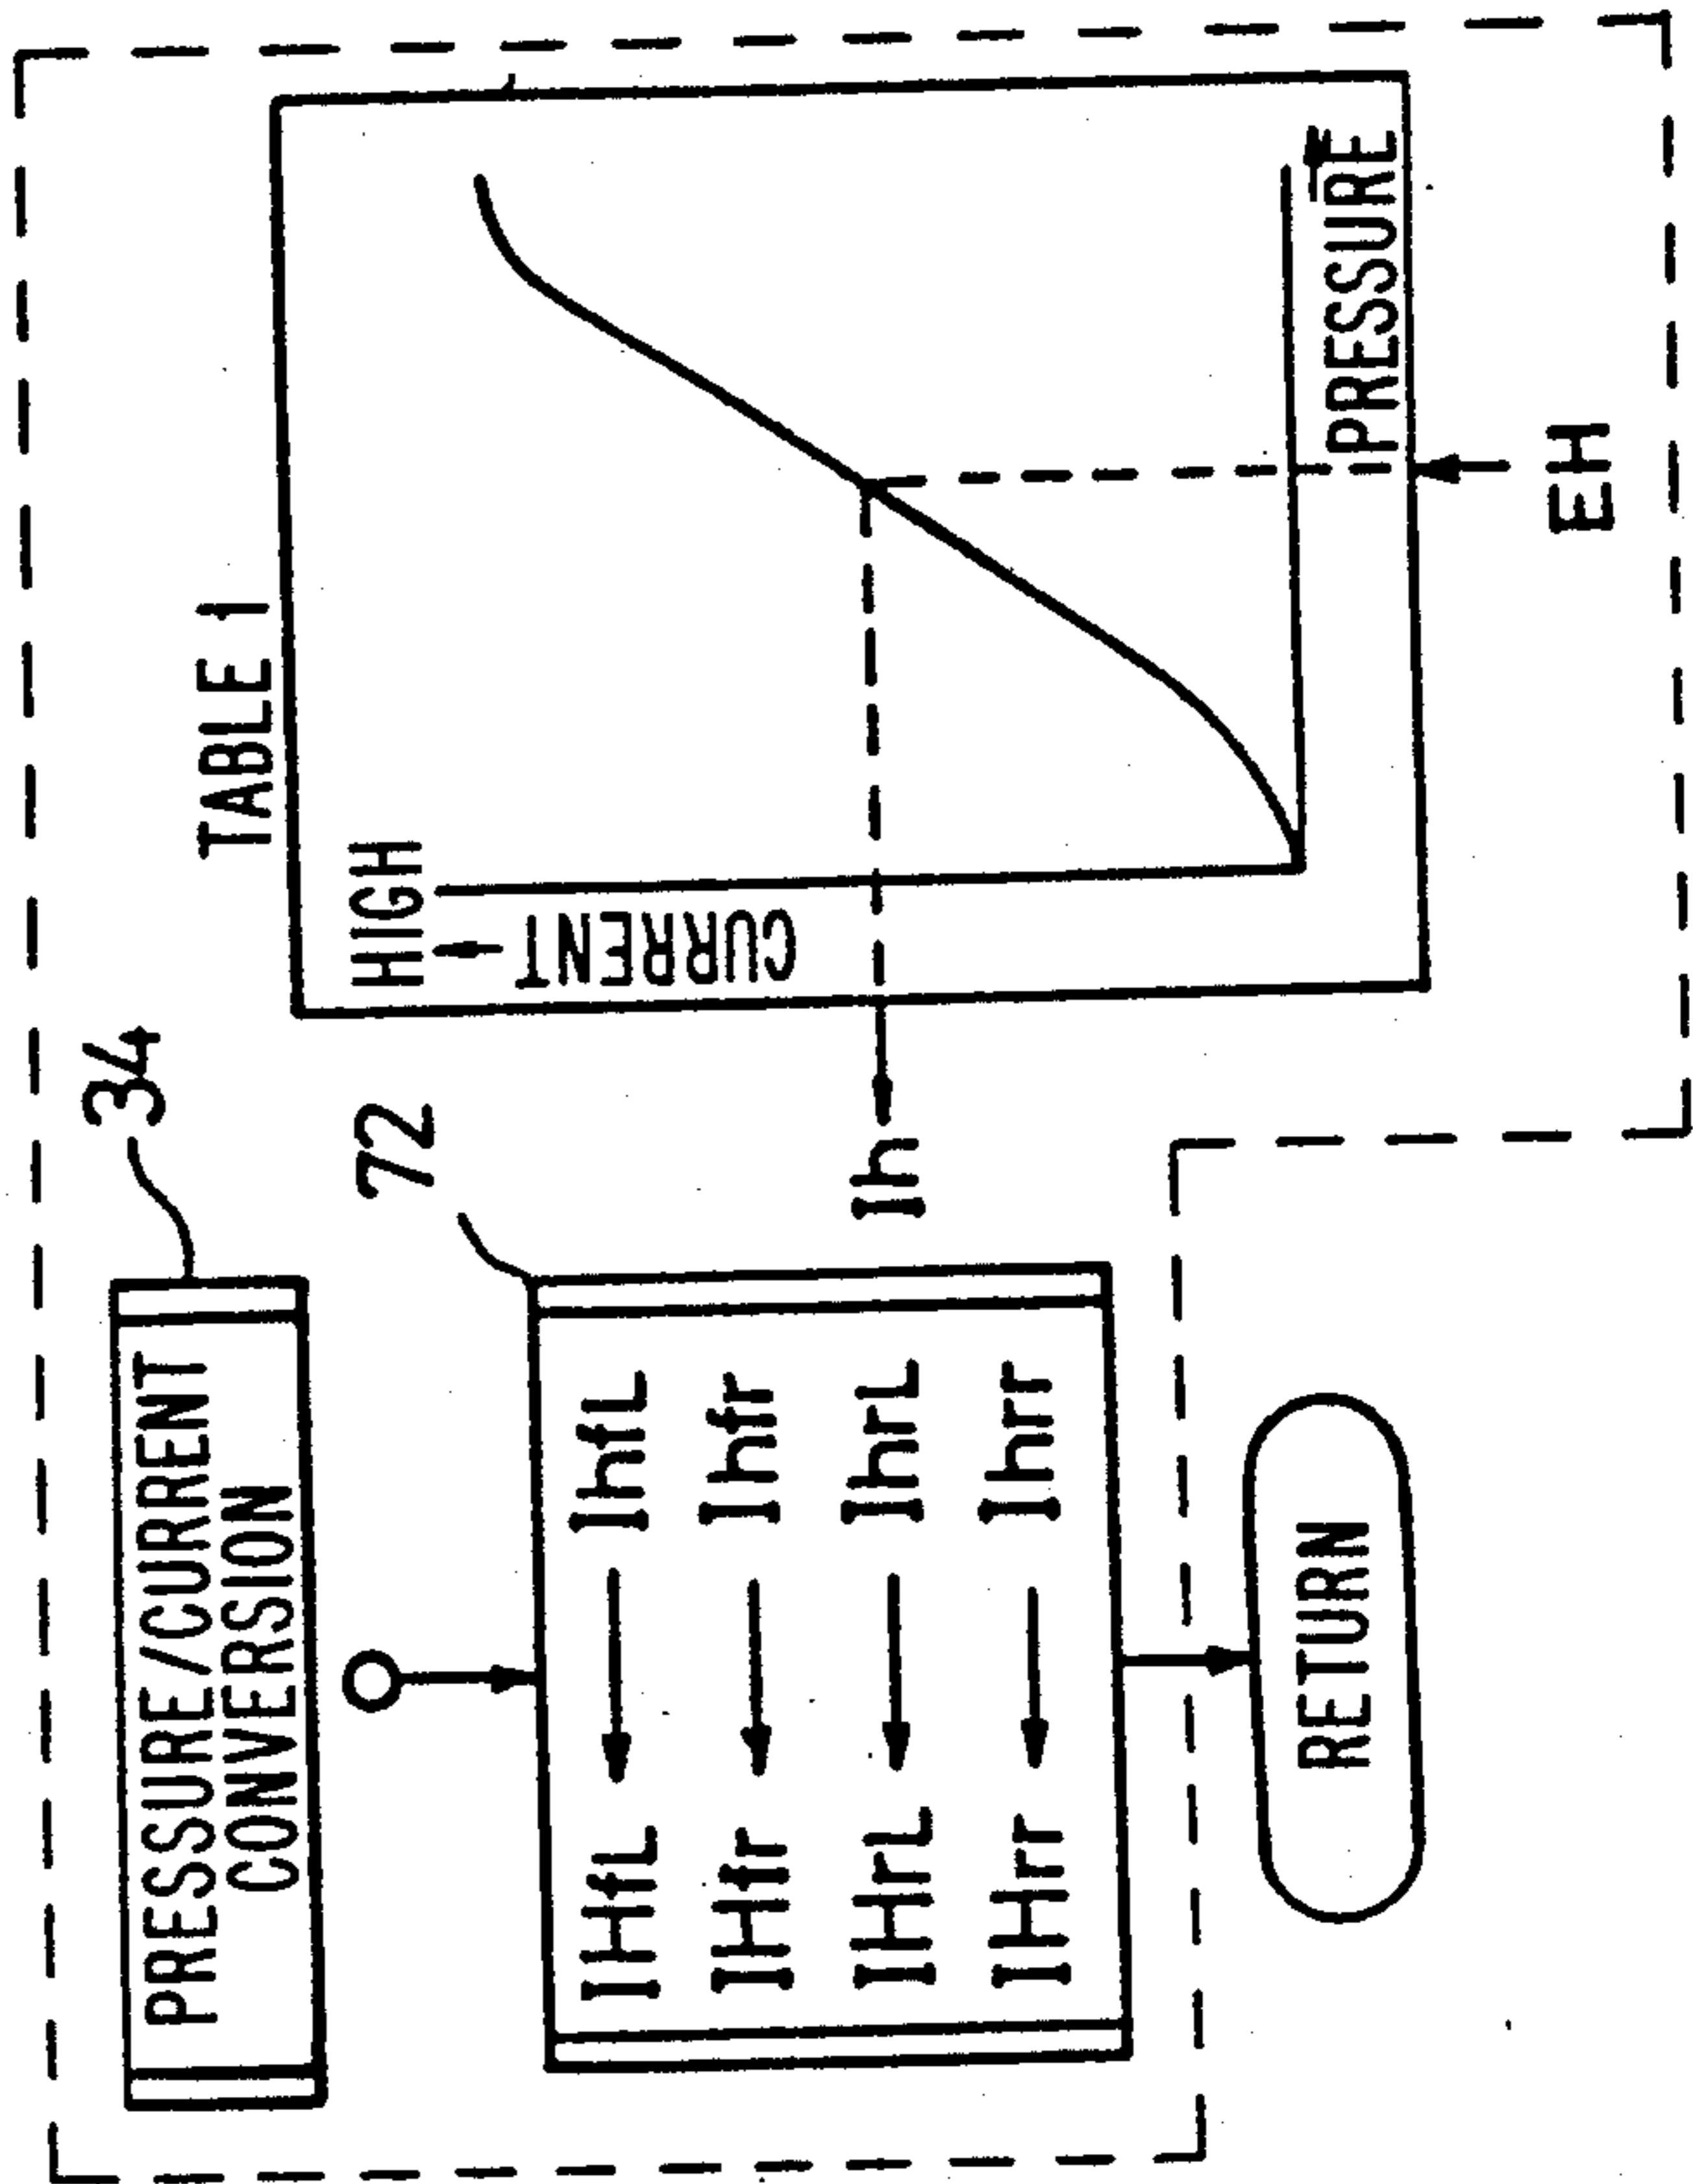 34
PRESSURE/CURRENT
CONVERSION
72
IHfL IhfL
IHfr Ihfr
IHrL IhrL
IHrr Ihrr
RETURN
TABLE 1
HIGH
CURRENT
PRESSURE
Ih
EH